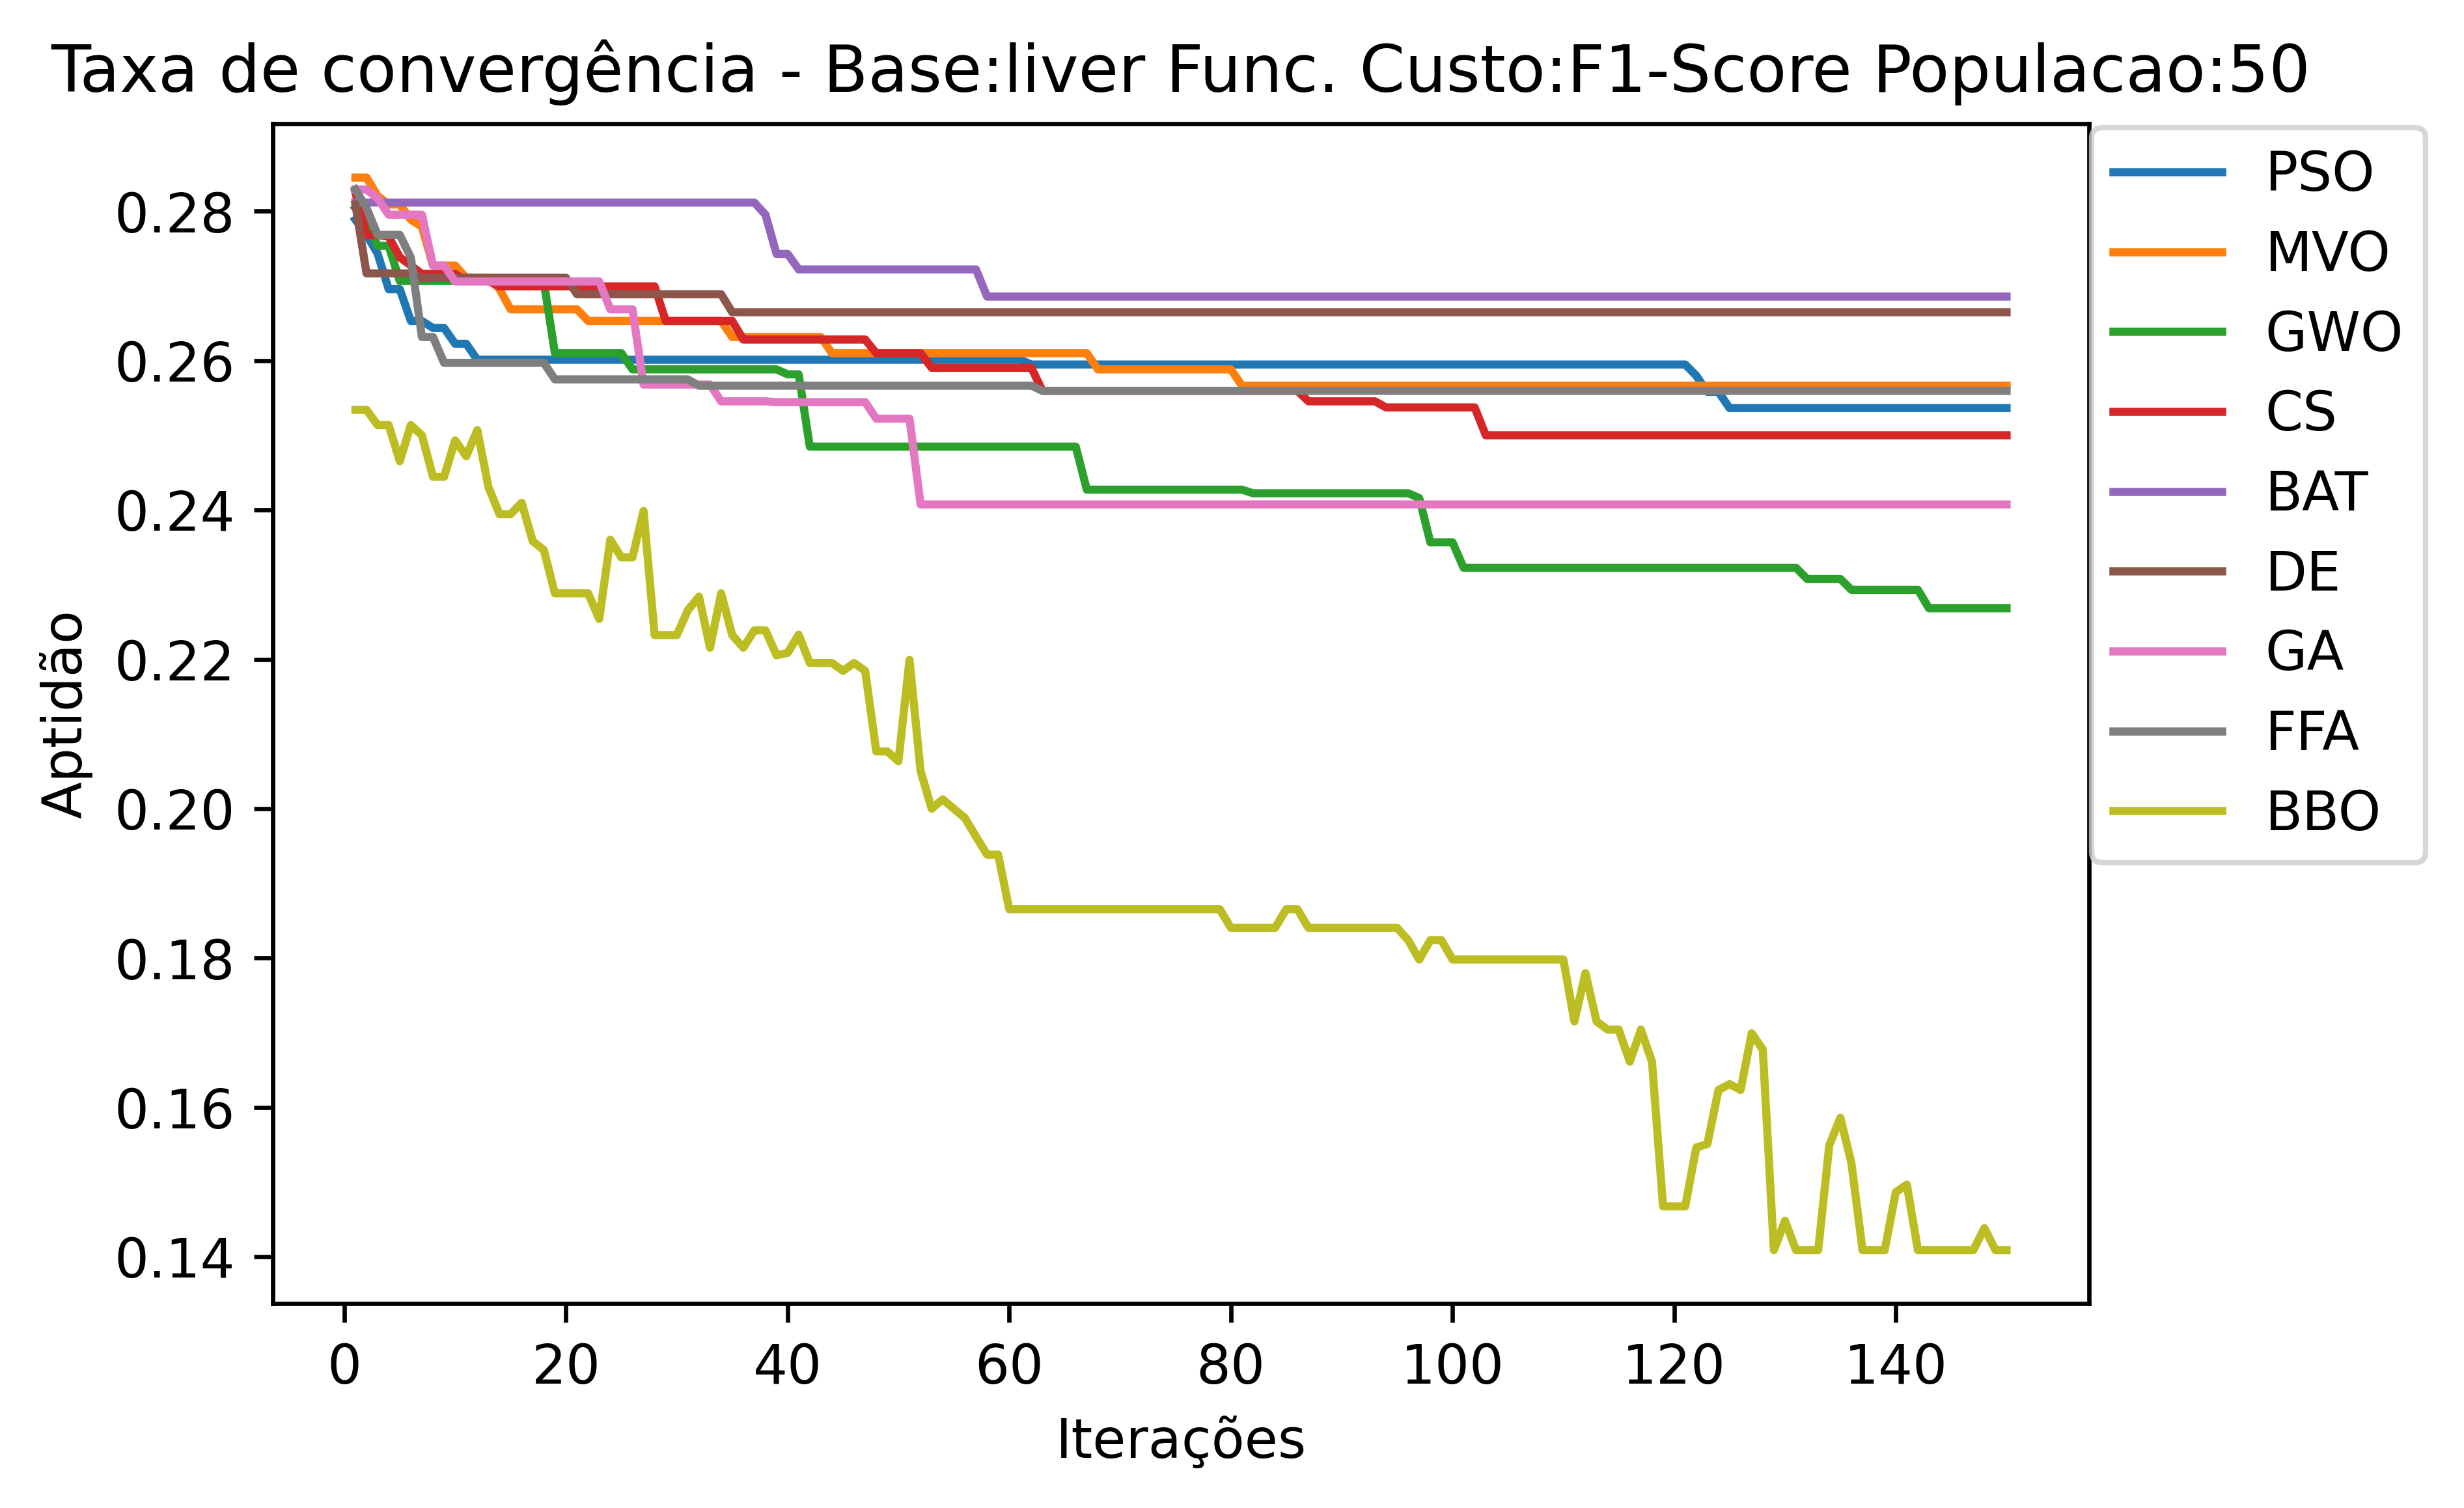 Taxa de convergência - Base:liver Func. Custo:F1-Score Populacao:50
0.28
0.26
0.24
0.22
0.20
0.18
0.16
0.14
Aptidão
0 20 40 60 80 100 120 140
Iterações
PSO
MVO
GWO
CS
BAT
DE
GA
FFA
BBO